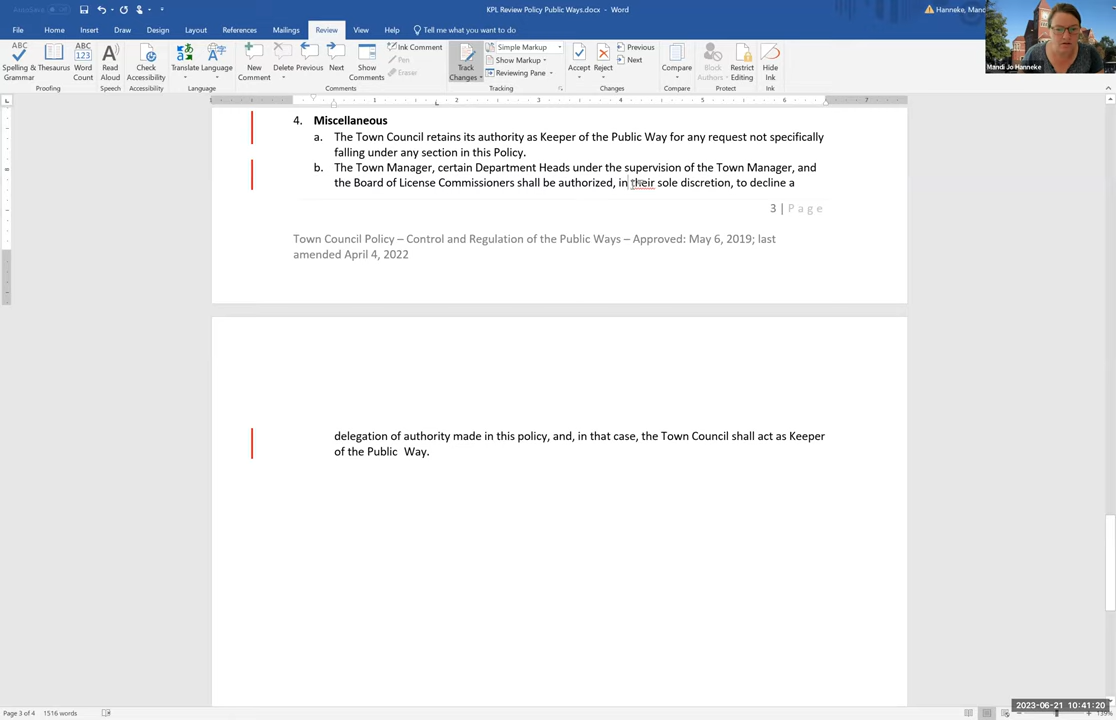 KPL Review Policy Public Ways.docx - Word
Hanneke, Mand
File Home Insert Draw Design Layout References Mailings Review View Help Tell me what you want to do
Spelling & Grammar
Thesaurus
Word Count
Proofing
Read Aloud
Speech
Check Accessibility
Accessibility
Translate
Language
Language
New Comment
Delete
Previous
Next
Show Comments
Ink Comment
Pen
Eraser
Comments
Track Changes
Simple Markup
Show Markup
Reviewing Pane
Tracking
Accept
Reject
Previous
Next
Changes
Compare
Compare
Block Authors
Restrict Editing
Protect
Hide Ink
Ink
Mandi Jo Hanneke
1 2 3 4 5 6 7
4. Miscellaneous
a. The Town Council retains its authority as Keeper of the Public Way for any request not specifically
falling under any section in this Policy.
b. The Town Manager, certain Department Heads under the supervision of the Town Manager, and
the Board of License Commissioners shall be authorized, in their sole discretion, to decline a
3 | P a g e
Town Council Policy – Control and Regulation of the Public Ways – Approved: May 6, 2019; last
amended April 4, 2022
delegation of authority made in this policy, and, in that case, the Town Council shall act as Keeper
of the Public Way.
Page 3 of 4 1516 words
2023-06-21 10:41:20